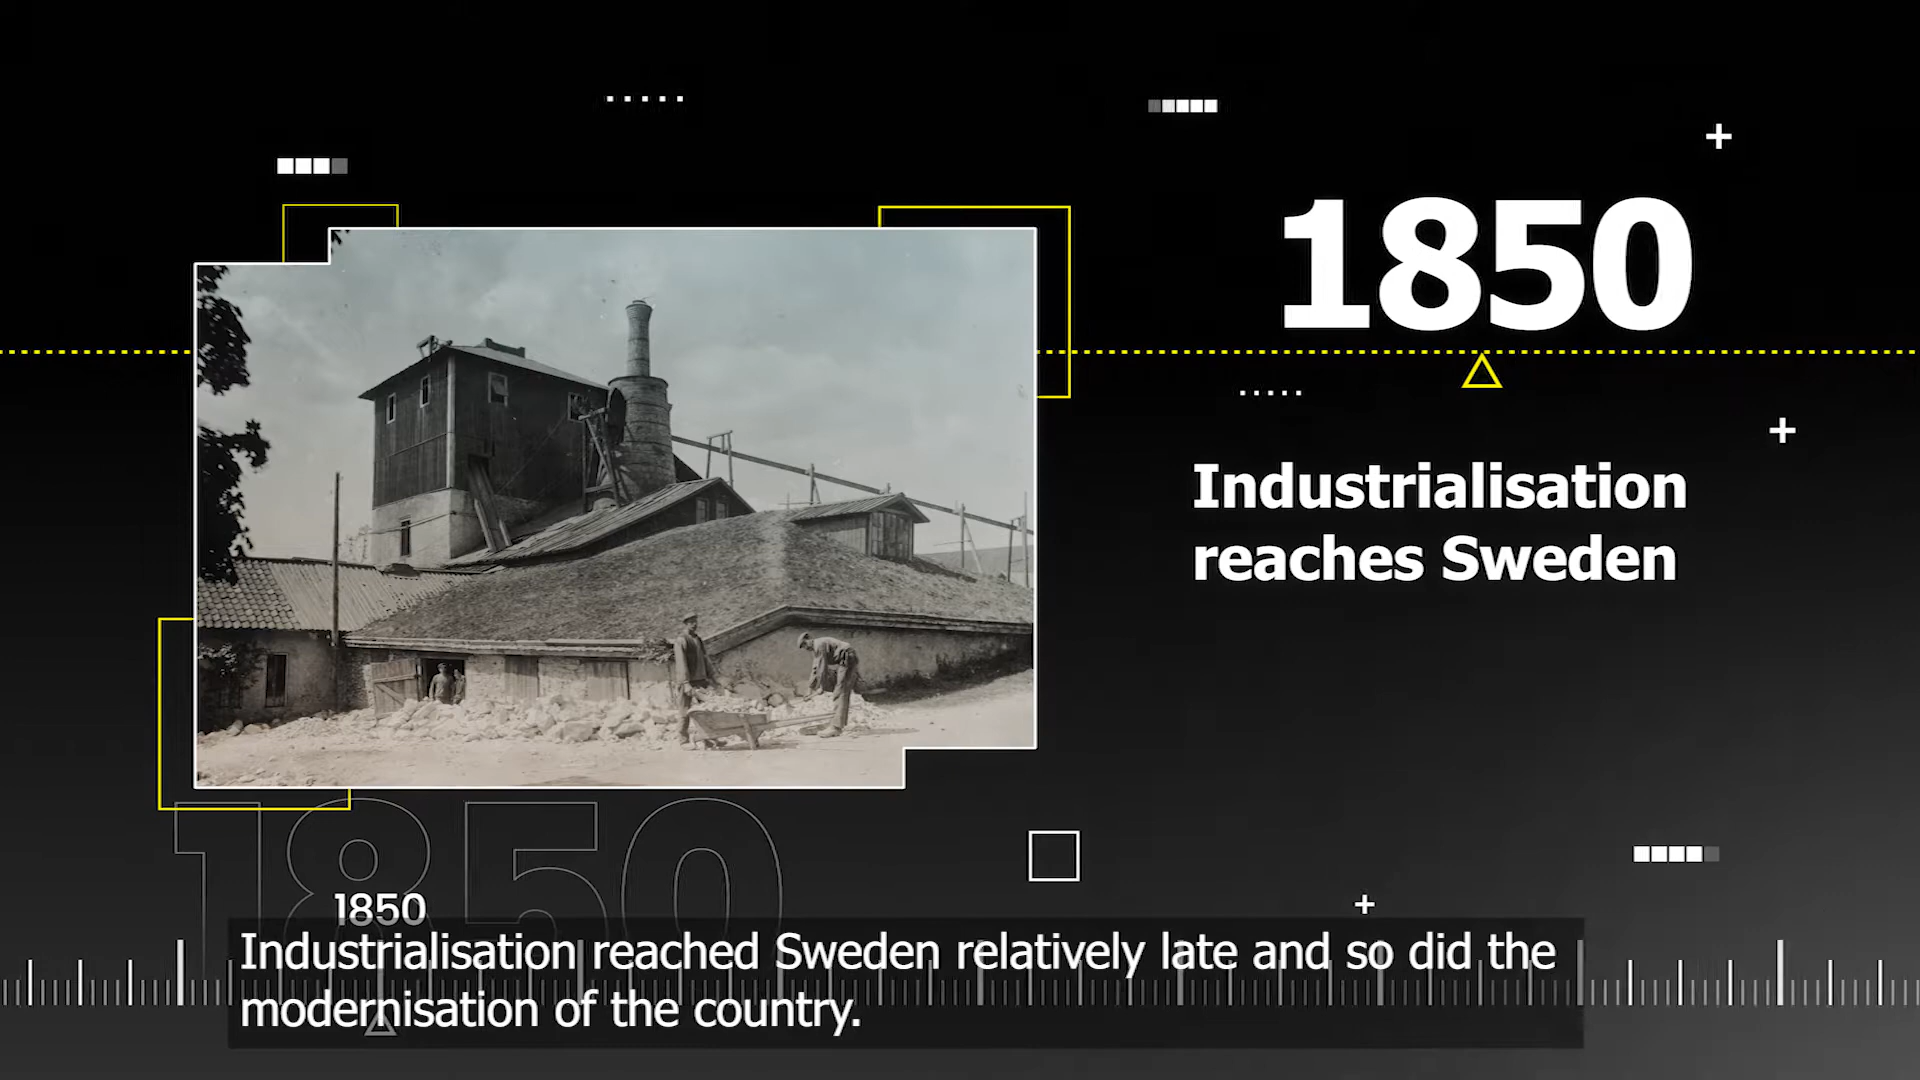 1850
Industrialisation
reaches Sweden
1850
1850
Industrialisation reached Sweden relatively late and so did the
modernisation of the country.